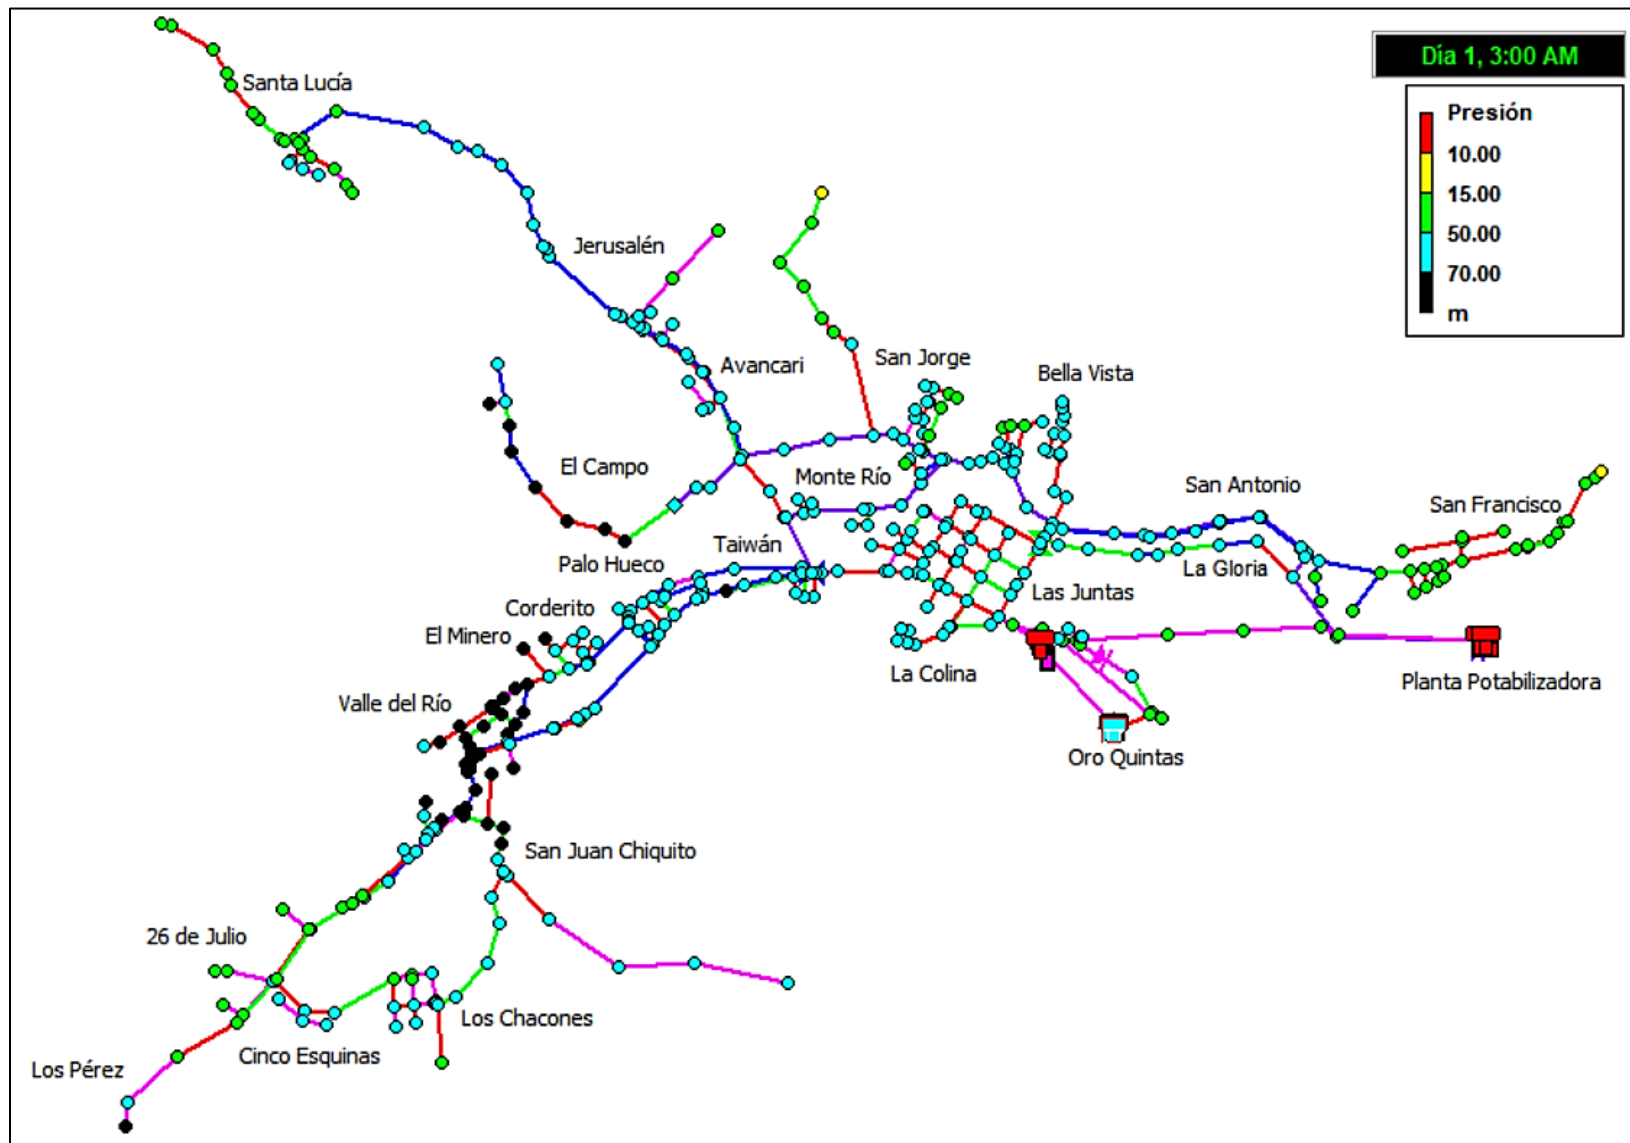 Día 1, 3:00 AM
Presión
10.00
15.00
50.00
70.00
m
Santa Lucía
Jerusalén
Avancari
San Jorge
Bella Vista
El Campo
Monte Río
San Antonio
San Francisco
Taiwán
Palo Hueco
La Gloria
Las Juntas
Corderito
El Minero
La Colina
Planta Potabilizadora
Valle del Río
Oro Quintas
San Juan Chiquito
26 de Julio
Los Chacones
Cinco Esquinas
Los Pérez